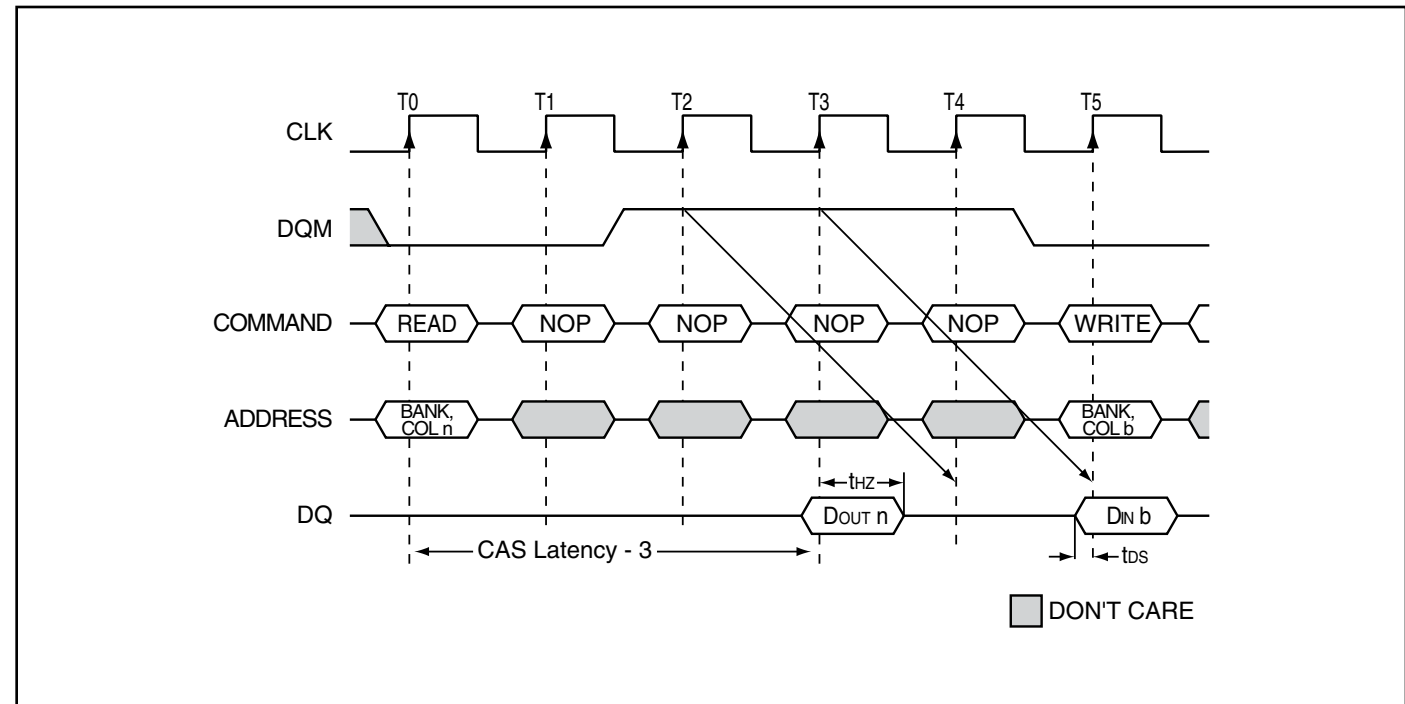 T0 T1 T2 T3 T4 T5
CLK
DQM
COMMAND READ NOP NOP NOP NOP WRITE
ADDRESS BANK, COL n BANK, COL b
tHZ
DQ DOUT n DIN b
CAS Latency - 3 tDS
DON'T CARE